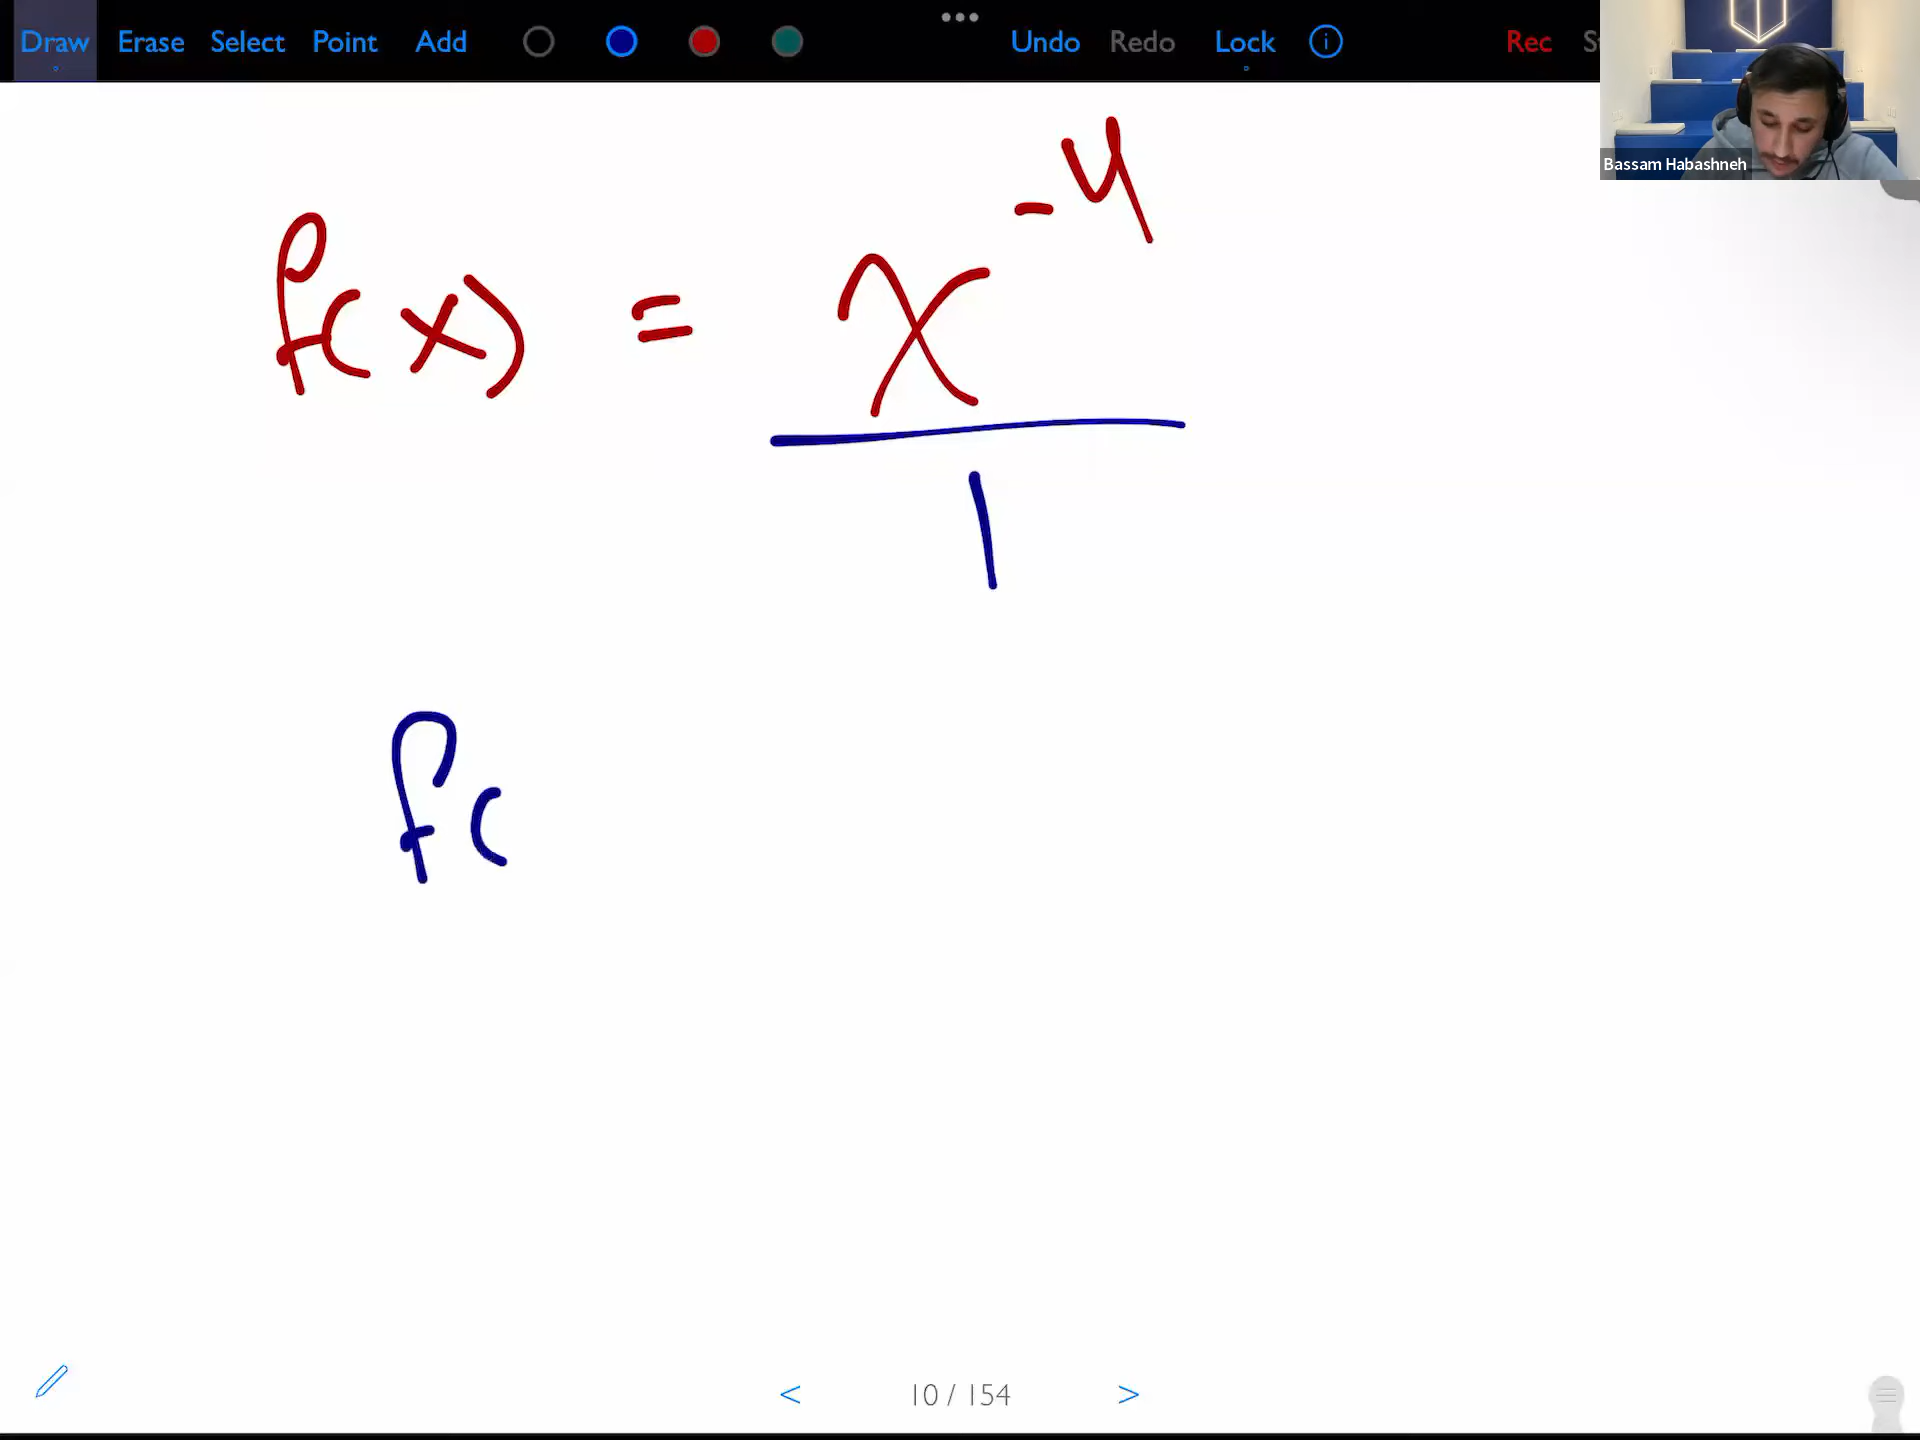 Draw Erase Select Point Add Undo Redo Lock Rec
Bassam Habashneh
f(x) = x^-4
1
f(
< 10 / 154 >